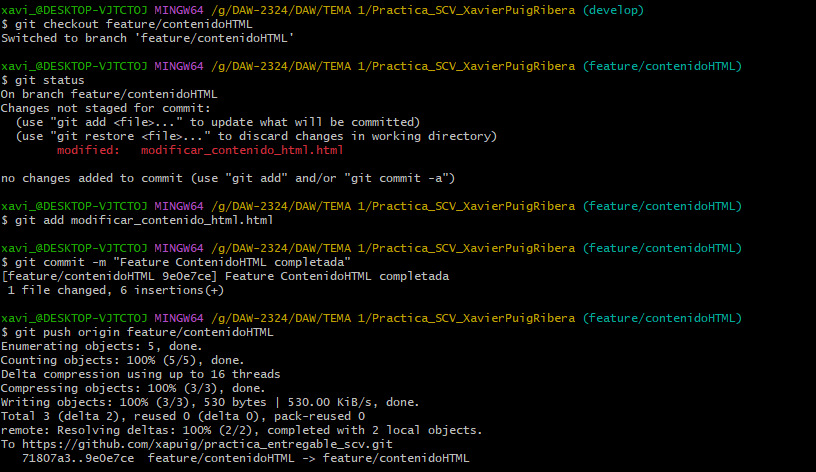 xavi_@DESKTOP-VJTCTOJ MINGW64 /g/DAW-2324/DAW/TEMA 1/Practica_SCV_XavierPuigRibera (develop)
$ git checkout feature/contenidoHTML
Switched to branch 'feature/contenidoHTML'

xavi_@DESKTOP-VJTCTOJ MINGW64 /g/DAW-2324/DAW/TEMA 1/Practica_SCV_XavierPuigRibera (feature/contenidoHTML)
$ git status
On branch feature/contenidoHTML
Changes not staged for commit:
  (use "git add <file>..." to update what will be committed)
  (use "git restore <file>..." to discard changes in working directory)
        modified:   modificar_contenido_html.html

no changes added to commit (use "git add" and/or "git commit -a")

xavi_@DESKTOP-VJTCTOJ MINGW64 /g/DAW-2324/DAW/TEMA 1/Practica_SCV_XavierPuigRibera (feature/contenidoHTML)
$ git add modificar_contenido_html.html

xavi_@DESKTOP-VJTCTOJ MINGW64 /g/DAW-2324/DAW/TEMA 1/Practica_SCV_XavierPuigRibera (feature/contenidoHTML)
$ git commit -m "Feature ContenidoHTML completada"
[feature/contenidoHTML 9e0e7ce] Feature ContenidoHTML completada
 1 file changed, 6 insertions(+)

xavi_@DESKTOP-VJTCTOJ MINGW64 /g/DAW-2324/DAW/TEMA 1/Practica_SCV_XavierPuigRibera (feature/contenidoHTML)
$ git push origin feature/contenidoHTML
Enumerating objects: 5, done.
Counting objects: 100% (5/5), done.
Delta compression using up to 16 threads
Compressing objects: 100% (3/3), done.
Writing objects: 100% (3/3), 530 bytes | 530.00 KiB/s, done.
Total 3 (delta 2), reused 0 (delta 0), pack-reused 0
remote: Resolving deltas: 100% (2/2), completed with 2 local objects.
To https://github.com/xapuig/practica_entregable_scv.git
   71807a3..9e0e7ce  feature/contenidoHTML -> feature/contenidoHTML